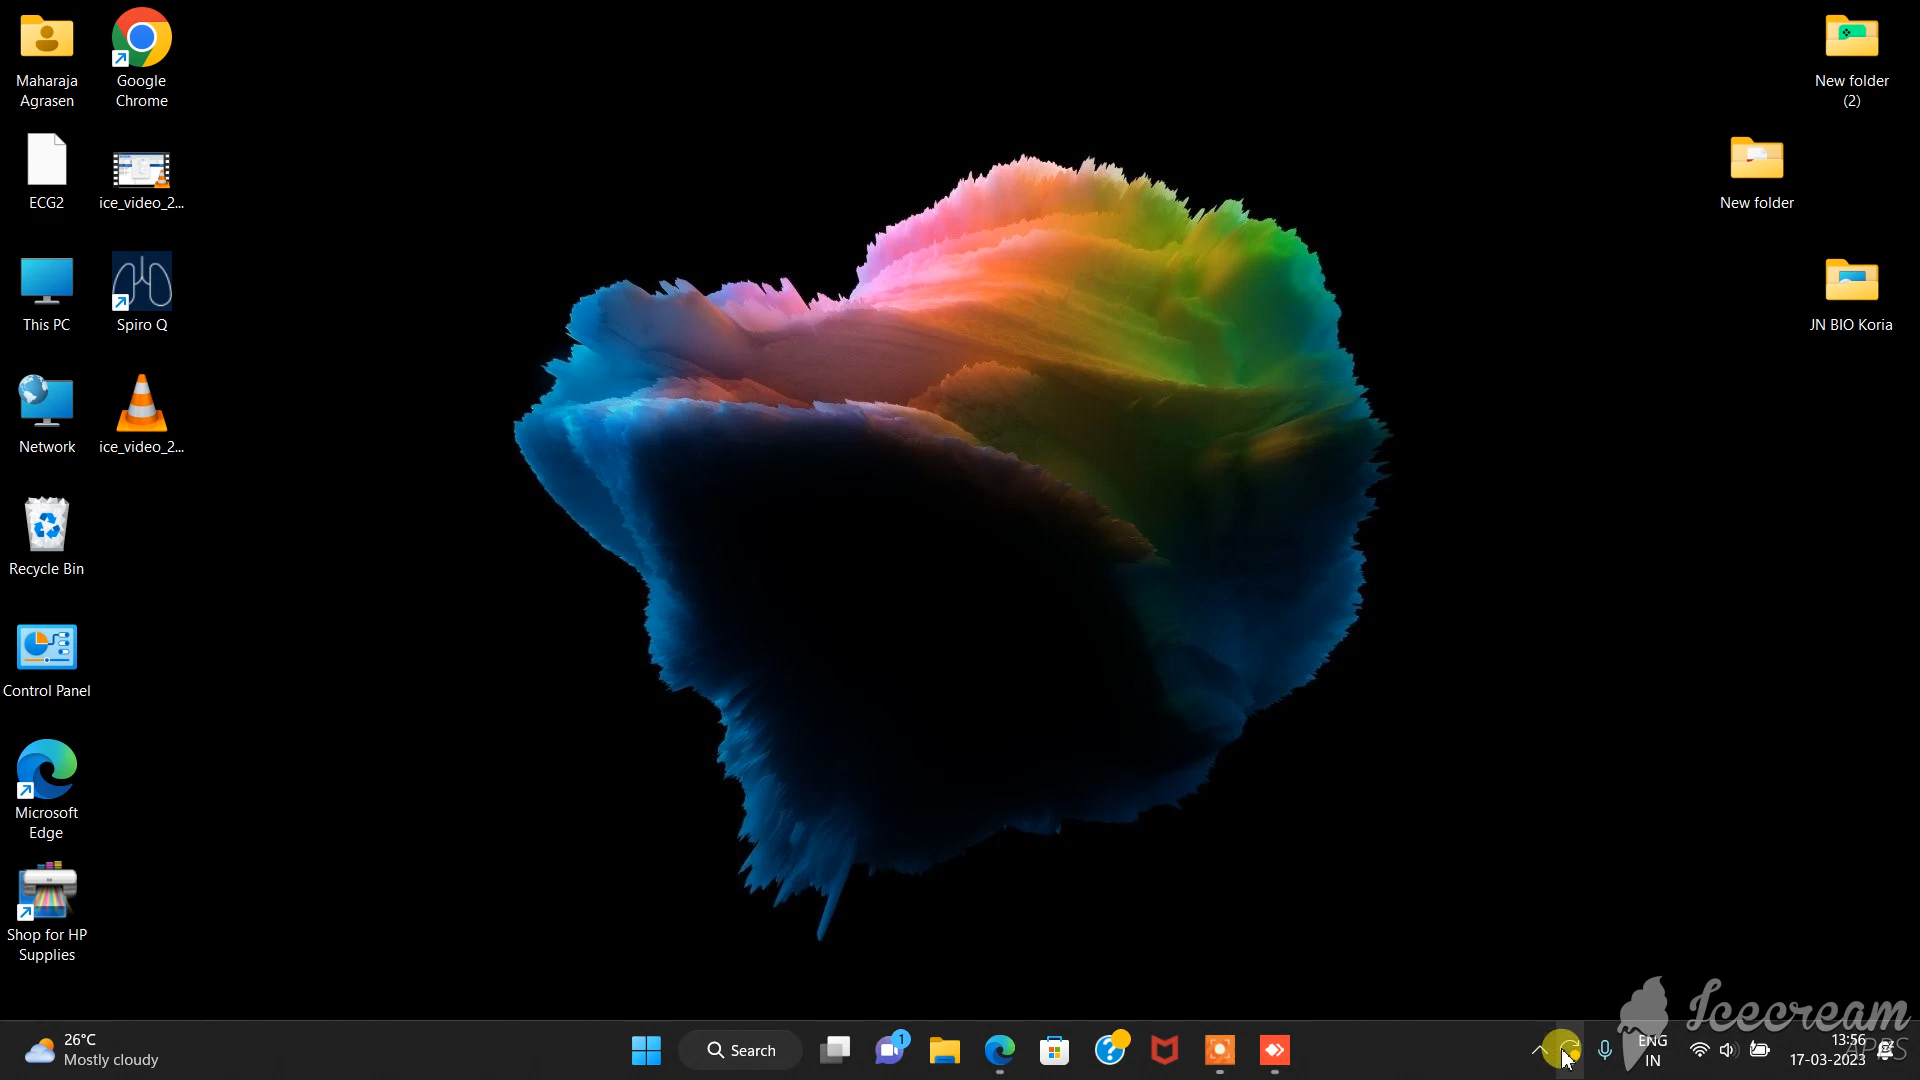 Maharaja
Agrasen
Google
Chrome
New folder
(2)
ECG2
ice_video_2...
New folder
This PC
Spiro Q
JN BIO Koria
Network
ice_video_2...
Recycle Bin
Control Panel
Microsoft
Edge
Shop for HP
Supplies
Icecream
APPS
26°C
Mostly cloudy
Search
1
ENG
IN
13:56
17-03-2023